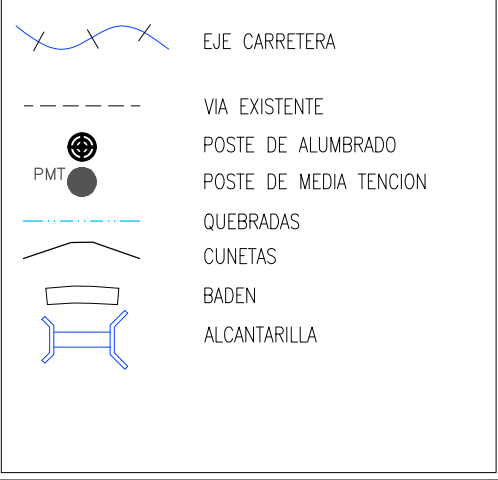 EJE CARRETERA
VIA EXISTENTE
POSTE DE ALUMBRADO
PMT POSTE DE MEDIA TENCION
QUEBRADAS
CUNETAS
BADEN
ALCANTARILLA